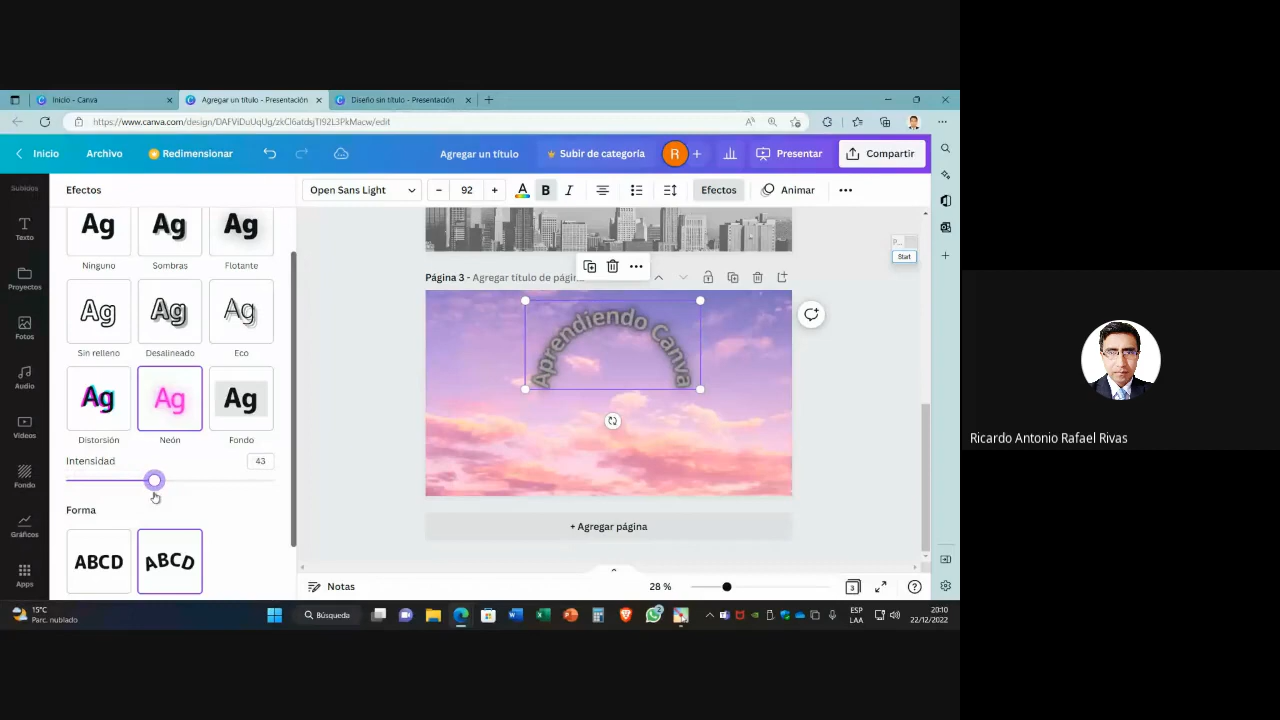 Inicio - Canva
Agregar un título - Presentación
Diseño sin título - Presentación
https://www.canva.com/design/
Inicio
Archivo
Redimensionar
Agregar un título
Subir de categoría
R
Presentar
Compartir
Subidos
Texto
Proyectos
Fotos
Audio
Videos
Fondo
Gráficos
Apps
Efectos
Ag
Ninguno
Ag
Sombras
Ag
Flotante
Ag
Sin relleno
Ag
Desalineado
Ag
Eco
Ag
Distorsión
Ag
Neón
Ag
Fondo
Intensidad
43
Forma
ABCD
ABCD
Open Sans Light
92
A
B
I
Efectos
Animar
P...
Start
Página 3 - Agregar título de págin
Aprendiendo Canva
+ Agregar página
Notas
28 %
3
15°C
Parc. nublado
Búsqueda
ESP
LAA
20:10
22/12/2022
Ricardo Antonio Rafael Rivas